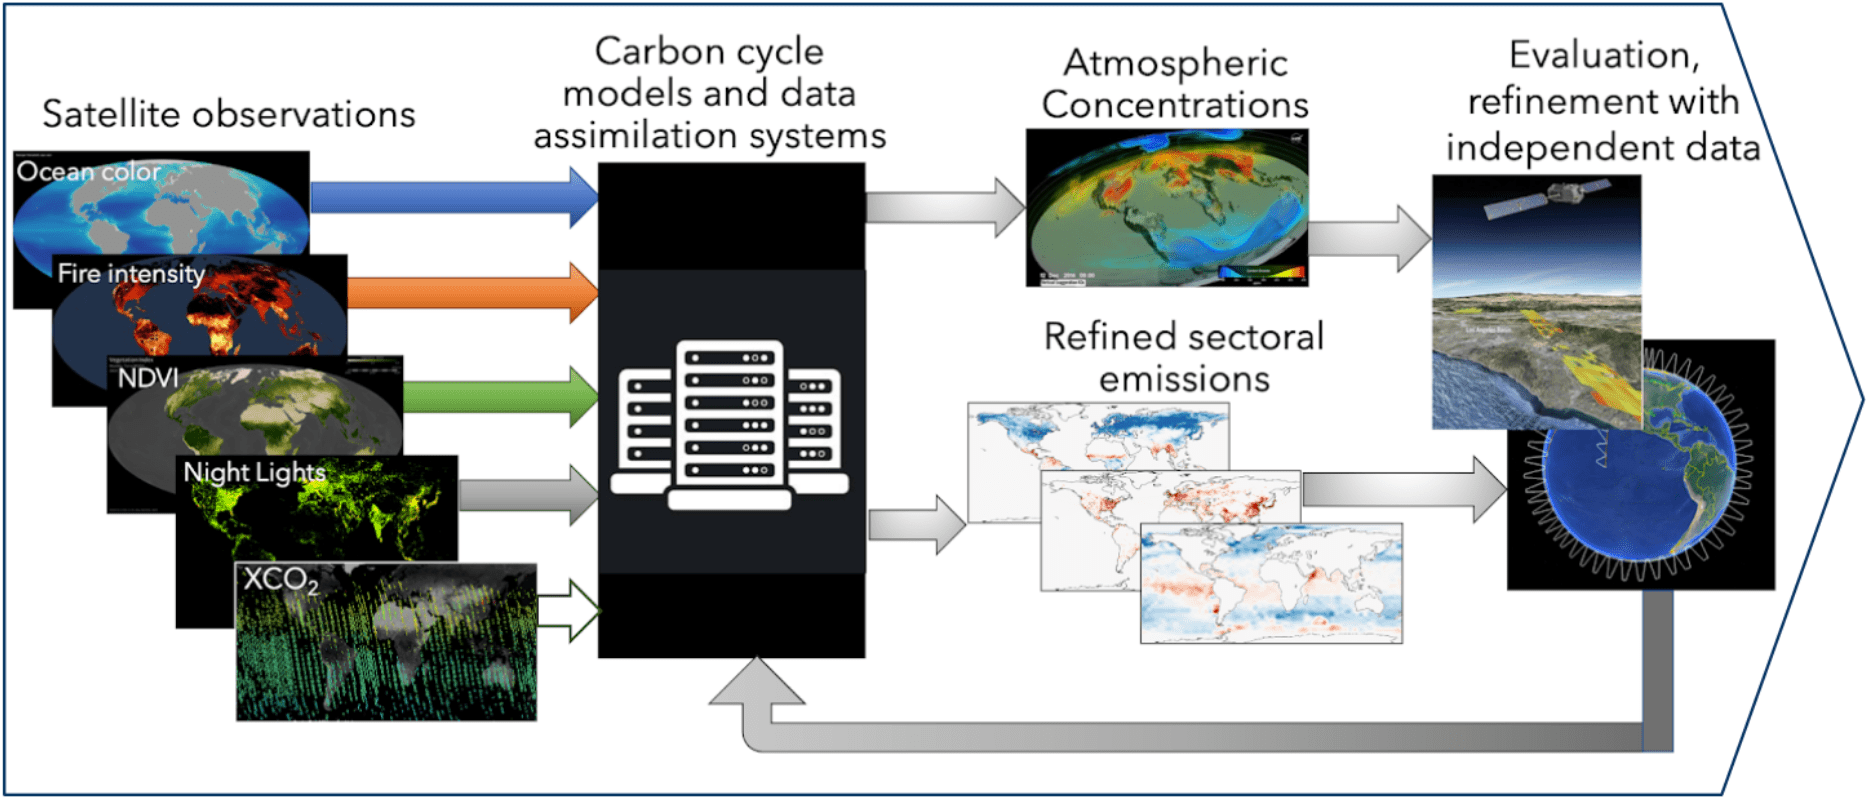 Satellite observations
Ocean color
Fire intensity
NDVI
Night Lights
XCO₂
Carbon cycle
models and data
assimilation systems
Atmospheric
Concentrations
Refined sectoral
emissions
Evaluation,
refinement with
independent data